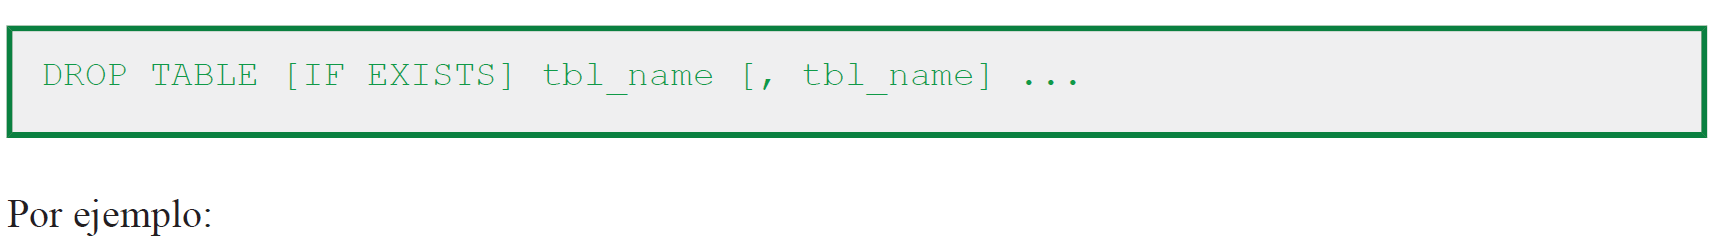 DROP TABLE [IF EXISTS] tbl_name [, tbl_name] ...
Por ejemplo: